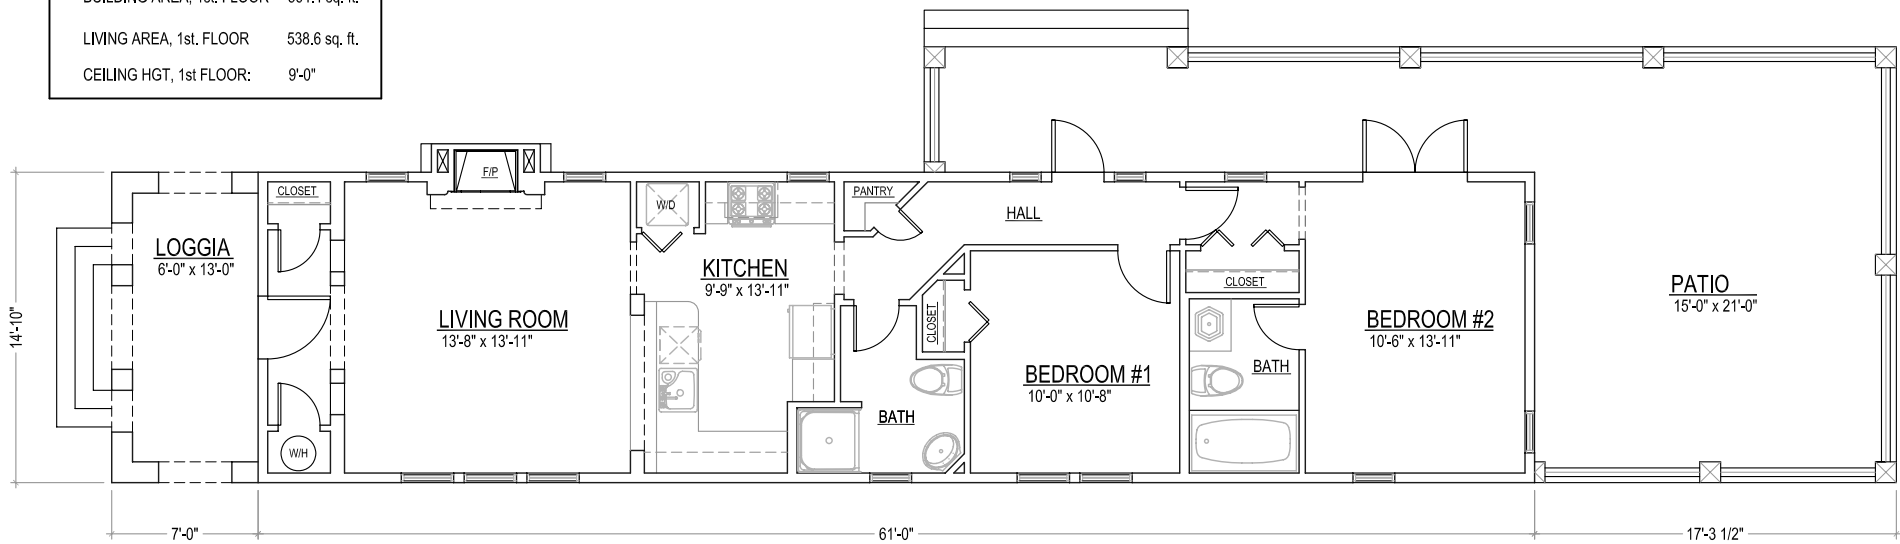 LIVING AREA, 1st. FLOOR 538.6 sq. ft.
CEILING HGT, 1st FLOOR: 9'-0"
F/P
CLOSET
W/D
PANTRY
HALL
LOGGIA
6'-0" x 13'-0"
KITCHEN
9'-9" x 13'-11"
CLOSET
PATIO
15'-0" x 21'-0"
LIVING ROOM
13'-8" x 13'-11"
CLOSET
BEDROOM #2
10'-6" x 13'-11"
14'-10"
BEDROOM #1
10'-0" x 10'-8"
BATH
BATH
W/H
7'-0"
61'-0"
17'-3 1/2"